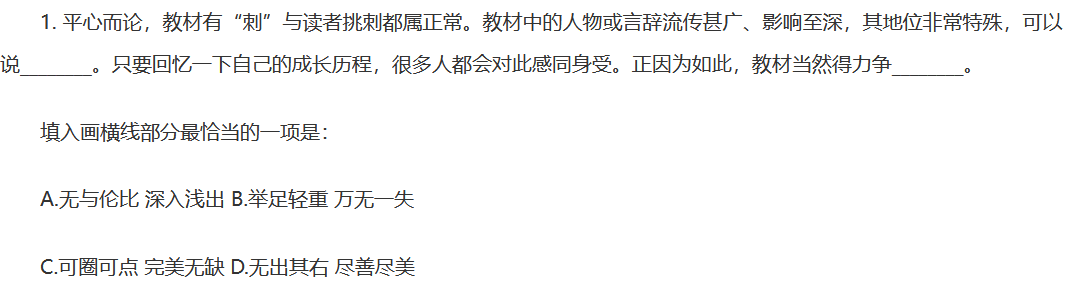 1. 平心而论，教材有“刺”与读者挑刺都属正常。教材中的人物或言辞流传甚广、影响至深，其地位非常特殊，可以
说________。只要回忆一下自己的成长历程，很多人都会对此感同身受。正因为如此，教材当然得力争________。
填入画横线部分最恰当的一项是：
A.无与伦比 深入浅出 B.举足轻重 万无一失
C.可圈可点 完美无缺 D.无出其右 尽善尽美